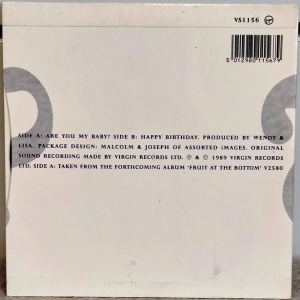 VS1156
5 012980 115679
SIDE A: ARE YOU MY BABY? SIDE B: HAPPY BIRTHDAY. PRODUCED BY WENDY &
LISA. PACKAGE DESIGN: MALCOLM & JOSEPH OF ASSORTED iMAGES. ORIGINAL
SOUND RECORDING MADE BY VIRGIN RECORDS LTD. ℗ & © 1989 VIRGIN RECORDS
LTD. SIDE A: TAKEN FROM THE FORTHCOMING ALBUM 'FRUIT AT THE BOTTOM' V2580